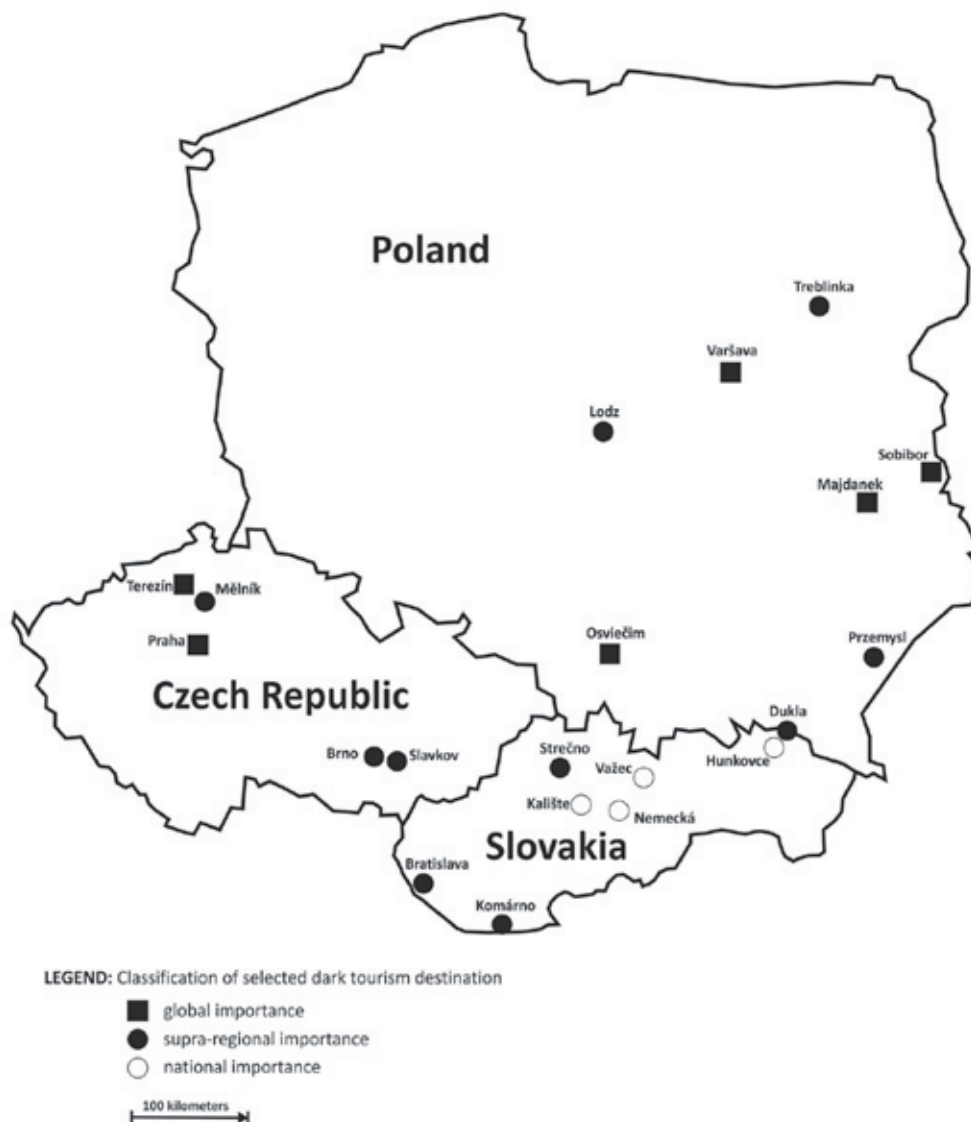 Poland
Treblinka
Varšava
Lodz
Sobibor
Majdanek
Terezín
Mělník
Praha
Osviečim
Przemysl
Czech Republic
Dukla
Brno
Slavkov
Strečno
Važec
Hunkovce
Kalište
Nemecká
Slovakia
Bratislava
Komárno
LEGEND: Classification of selected dark tourism destination
global importance
supra-regional importance
national importance
100 kilometers